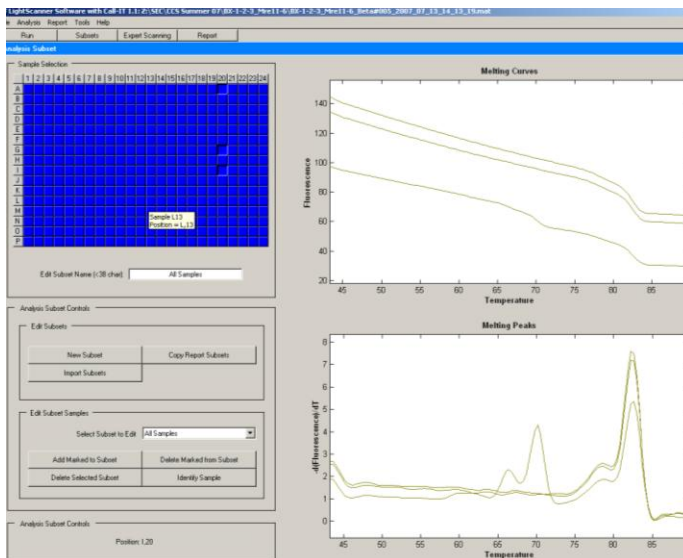 LightScanner Software with Call-IT 1.1: Z:\SEC\CCS Summer 07\BX-1-2-3_Mre11-6\BX-1-2-3_Mre11-6_Beta#005_2007_07_13_14_13_19.mat
e Analysis Report Tools Help
Run Subsets Expert Scanning Report
Analysis Subset
Sample Selection
1 2 3 4 5 6 7 8 9 10 11 12 13 14 15 16 17 18 19 20 21 22 23 24
A
B
C
D
E
F
G
H
I
J
K
L
M
N
O
P
Sample L13
Position = L,13
Edit Subset Name (<38 char) All Samples
Analysis Subset Controls
Edit Subsets
New Subset Copy Report Subsets
Import Subsets
Edit Subset Samples
Select Subset to Edit All Samples
Add Marked to Subset Delete Marked from Subset
Delete Selected Subset Identify Sample
Analysis Subset Controls
Position: I,20
Melting Curves
Fluorescence
140
120
100
80
60
40
20
45 50 55 60 65 70 75 80 85
Temperature
Melting Peaks
-d(Fluorescence)/dT
8
7
6
5
4
3
2
1
0
45 50 55 60 65 70 75 80 85
Temperature